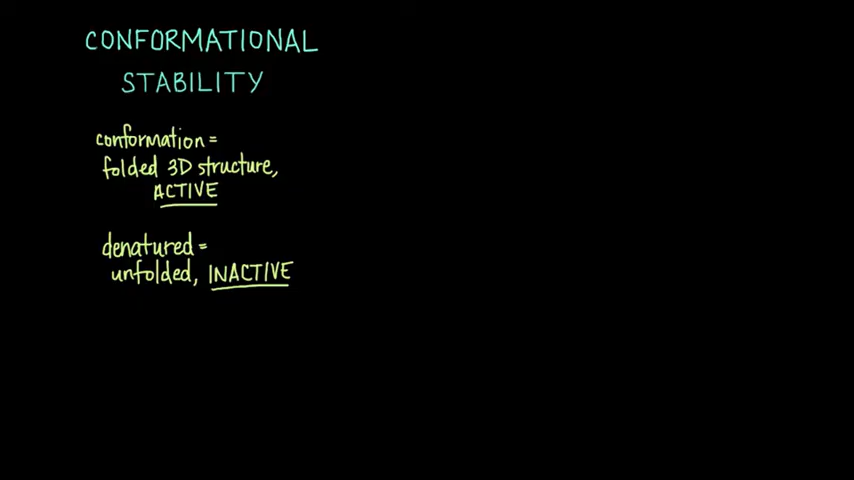 CONFORMATIONAL
STABILITY
conformation =
folded 3D structure,
ACTIVE
denatured =
unfolded, INACTIVE